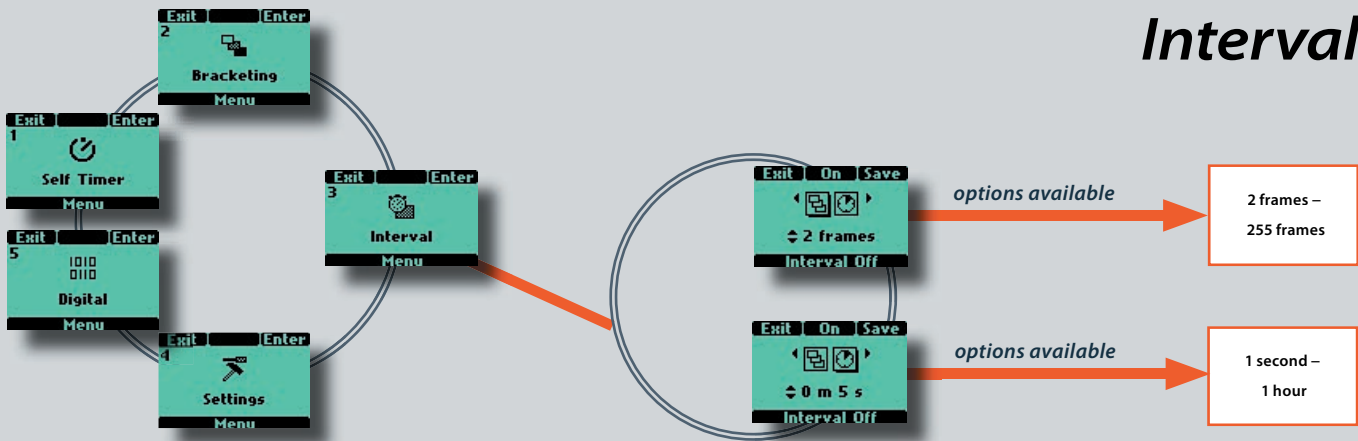 Interval
Exit Enter
2
Bracketing
Menu
Exit Enter
1
Self Timer
Menu
Exit Enter
3
Interval
Menu
Exit Enter
5
1010
0110
Digital
Menu
Exit Enter
4
Settings
Menu
Exit On Save
2 frames
Interval Off
options available
2 frames –
255 frames
Exit On Save
0 m 5 s
Interval Off
options available
1 second –
1 hour